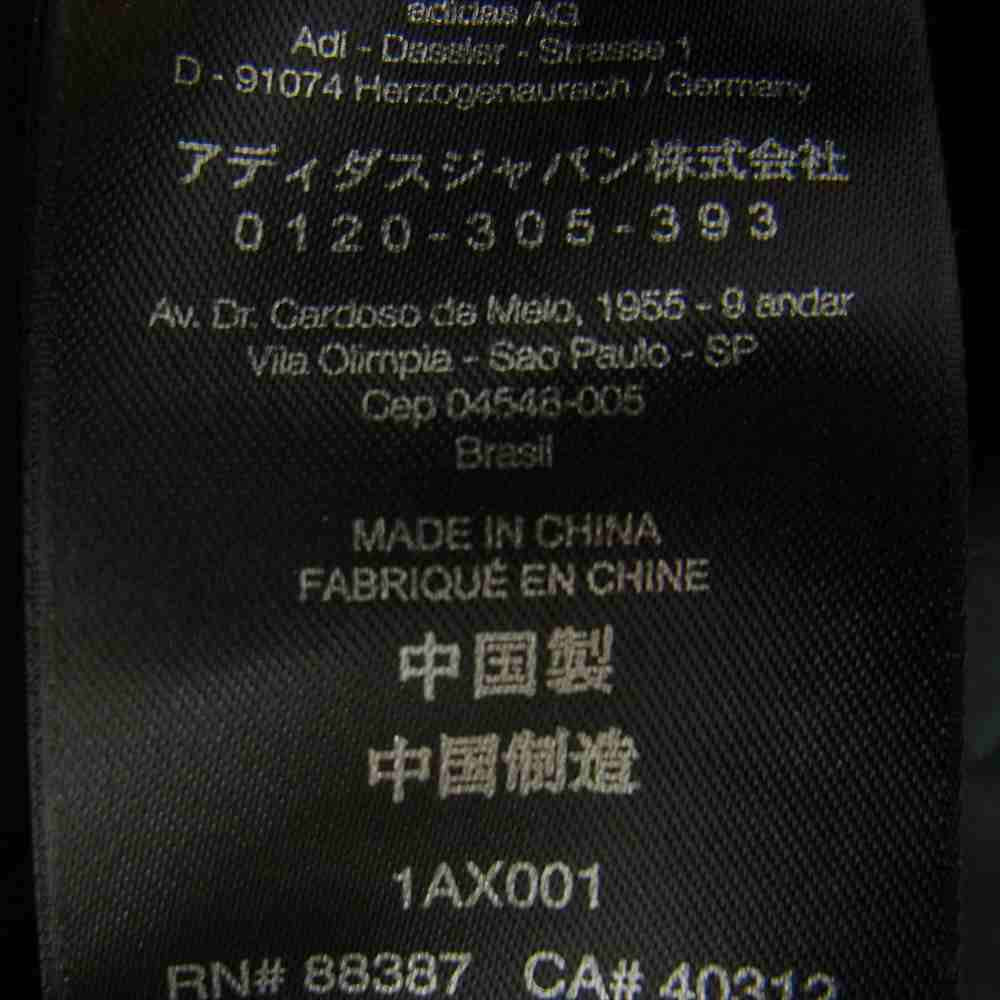 adidas AG
Adi - Dassler - Strasse 1
D - 91074 Herzogenaurach / Germany
アディダスジャパン株式会社
0120-305-393
Av. Dr. Cardoso de Melo, 1955 - 9 andar
Vila Olimpia - Sao Paulo - SP
Cep 04548-005
Brasil
MADE IN CHINA
FABRIQUÉ EN CHINE
中国製
中国制造
1AX001
RN# 88387 CA# 40312